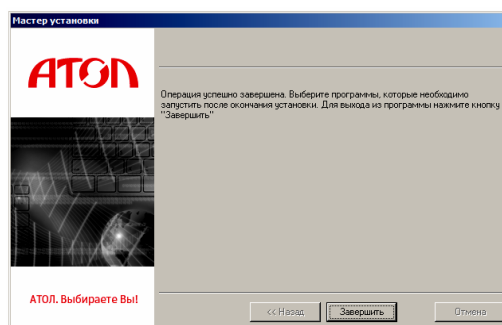 Мастер установки
АТОЛ
Операция успешно завершена. Выберите программы, которые необходимо
запустить после окончания установки. Для выхода из программы нажмите кнопку
"Завершить"
АТОЛ. Выбираете Вы!
<< Назад
Завершить
Отмена